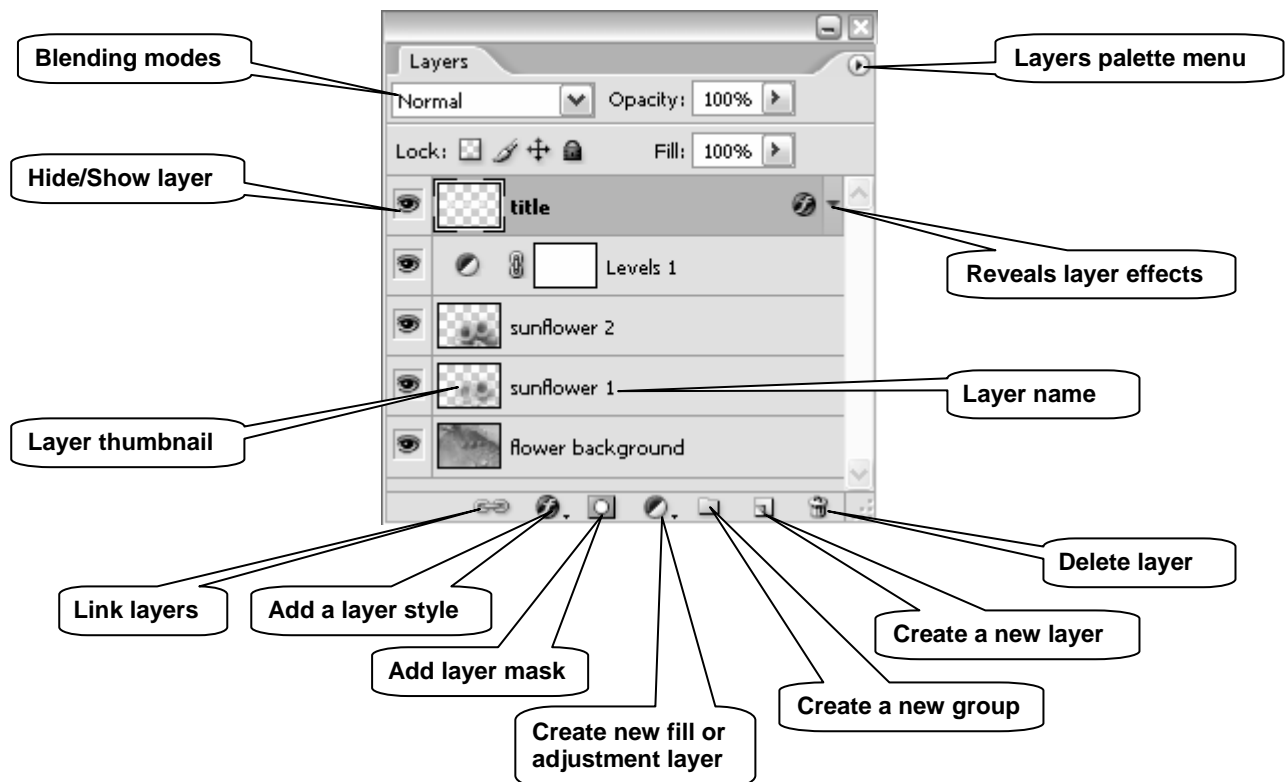 Blending modes
Layers
Layers palette menu
Normal
Opacity: 100%
Lock:
Fill: 100%
Hide/Show layer
title
Reveals layer effects
Levels 1
sunflower 2
sunflower 1
Layer name
Layer thumbnail
flower background
Delete layer
Link layers
Add a layer style
Create a new layer
Add layer mask
Create a new group
Create new fill or
adjustment layer